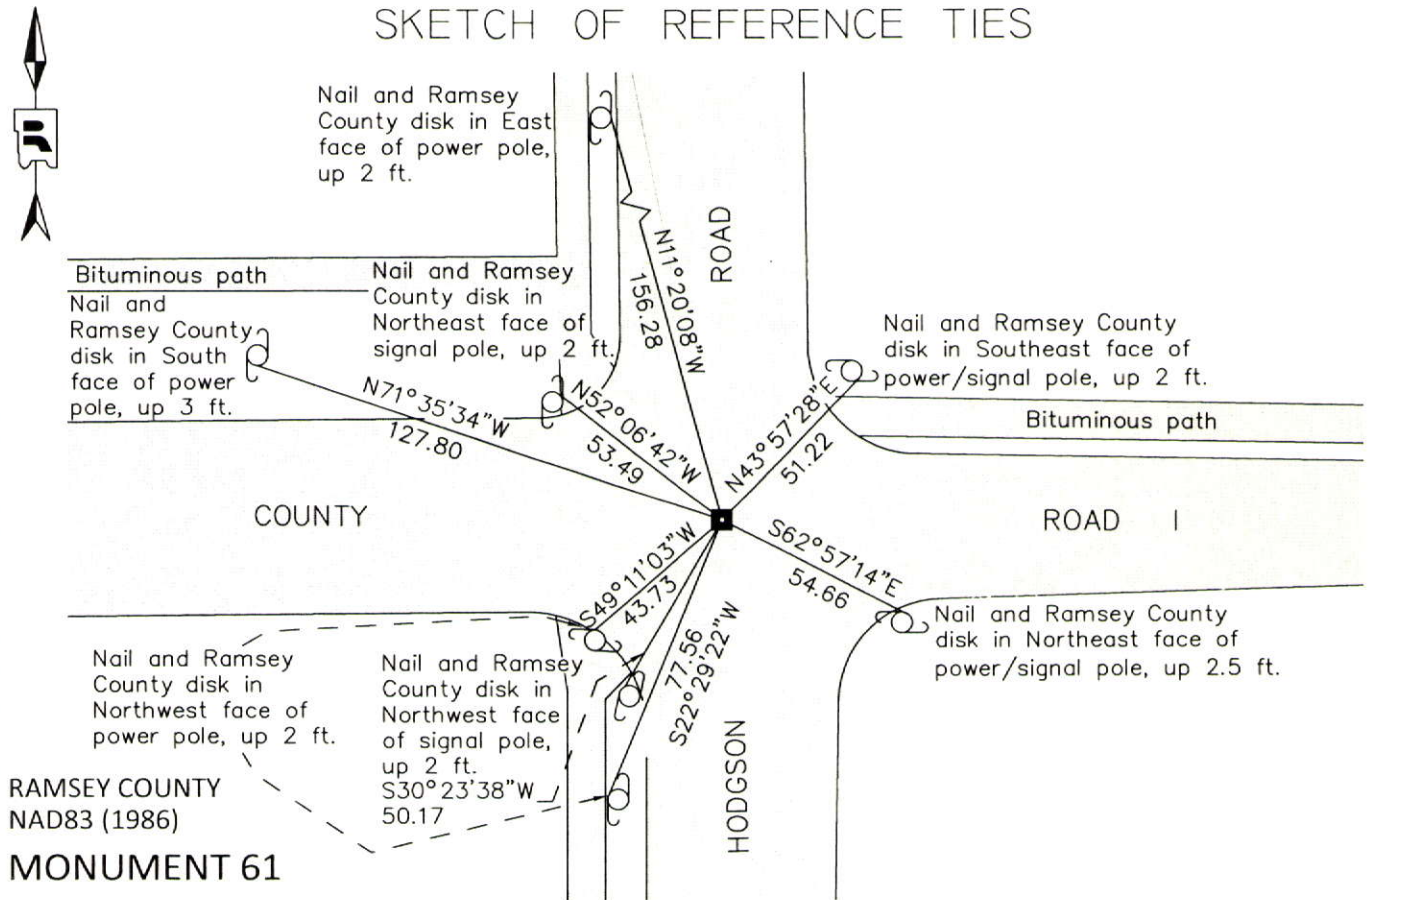 SKETCH OF REFERENCE TIES
Nail and Ramsey
County disk in East
face of power pole,
up 2 ft.
N11°20'08"W
156.28
ROAD
Bituminous path
Nail and
Ramsey County
disk in South
face of power
pole, up 3 ft.
Nail and Ramsey
County disk in
Northeast face of
signal pole, up 2 ft.
Nail and Ramsey County
disk in Southeast face of
power/signal pole, up 2 ft.
Bituminous path
N71°35'34"W
127.80
N52°06'42"W
53.49
N43°57'28"E
51.22
COUNTY
ROAD I
S62°57'14"E
54.66
S49°11'03"W
43.73
77.56
S22°29'22"W
Nail and Ramsey County
disk in Northeast face of
power/signal pole, up 2.5 ft.
Nail and Ramsey
County disk in
Northwest face of
power pole, up 2 ft.
Nail and Ramsey
County disk in
Northwest face
of signal pole,
up 2 ft.
S30°23'38"W
50.17
HODGSON
RAMSEY COUNTY
NAD83 (1986)
MONUMENT 61